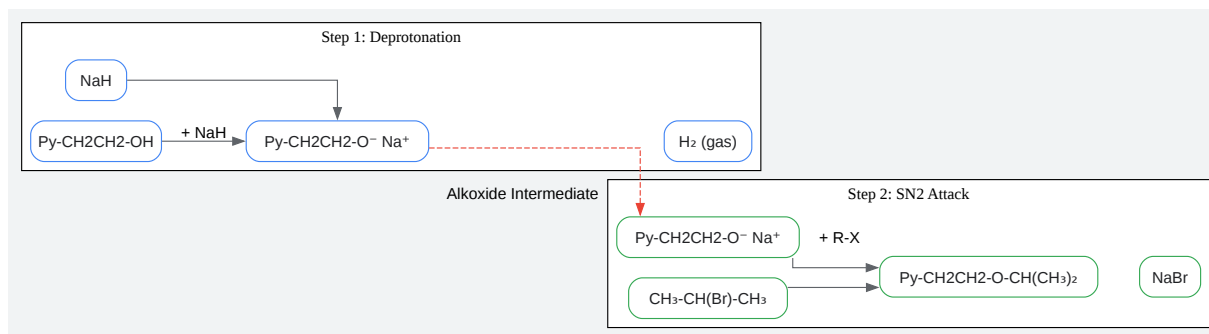 Step 1: Deprotonation
NaH
Py-CH2CH2-OH
+ NaH
Py-CH2CH2-O⁻ Na⁺
H₂ (gas)
Alkoxide Intermediate
Step 2: SN2 Attack
Py-CH2CH2-O⁻ Na⁺
+ R-X
CH₃-CH(Br)-CH₃
Py-CH2CH2-O-CH(CH₃)₂
NaBr